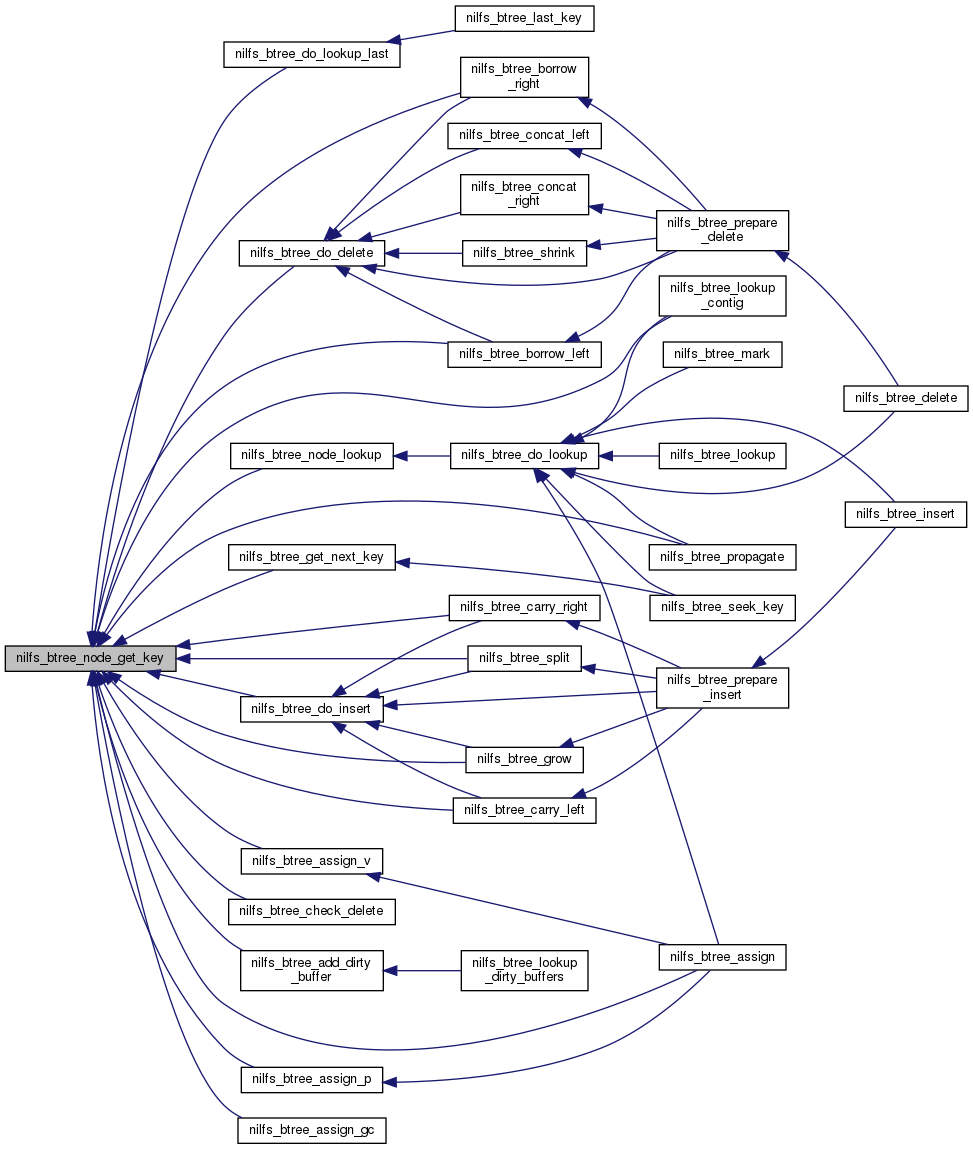 nilfs_btree_last_key
nilfs_btree_do_lookup_last
nilfs_btree_borrow
_right
nilfs_btree_concat_left
nilfs_btree_concat
_right
nilfs_btree_prepare
_delete
nilfs_btree_do_delete
nilfs_btree_shrink
nilfs_btree_lookup
_contig
nilfs_btree_borrow_left
nilfs_btree_mark
nilfs_btree_delete
nilfs_btree_node_lookup
nilfs_btree_do_lookup
nilfs_btree_lookup
nilfs_btree_insert
nilfs_btree_get_next_key
nilfs_btree_propagate
nilfs_btree_carry_right
nilfs_btree_seek_key
nilfs_btree_node_get_key
nilfs_btree_split
nilfs_btree_prepare
_insert
nilfs_btree_do_insert
nilfs_btree_grow
nilfs_btree_carry_left
nilfs_btree_assign_v
nilfs_btree_check_delete
nilfs_btree_assign
nilfs_btree_add_dirty
_buffer
nilfs_btree_lookup
_dirty_buffers
nilfs_btree_assign_p
nilfs_btree_assign_gc